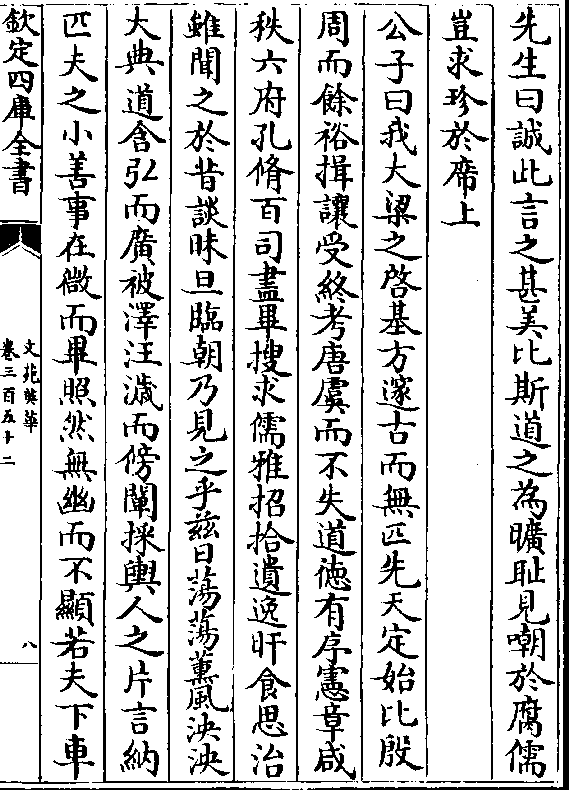 先生曰誠此言之甚美比斯道之為曠耻見嘲於腐儒
豈求珍於席上
公子曰我大梁之啓基方邃古而無匹先天定始比殷
周而餘裕揖讓受終考唐虞而不失道徳有序憲章咸
秩六府孔脩百司盡畢搜求儒雅招拾遺逸旰食思治
雖聞之於昔談昧旦臨朝乃見之乎兹日蕩蕩薫風泱泱
大典道含弘而廣被澤汪濊而傍闡採輿人之片言納
匹夫之小善事在微而畢照然無幽而不顯若夫下車
欽定四庫全書
文苑英華
卷三百五十二
八